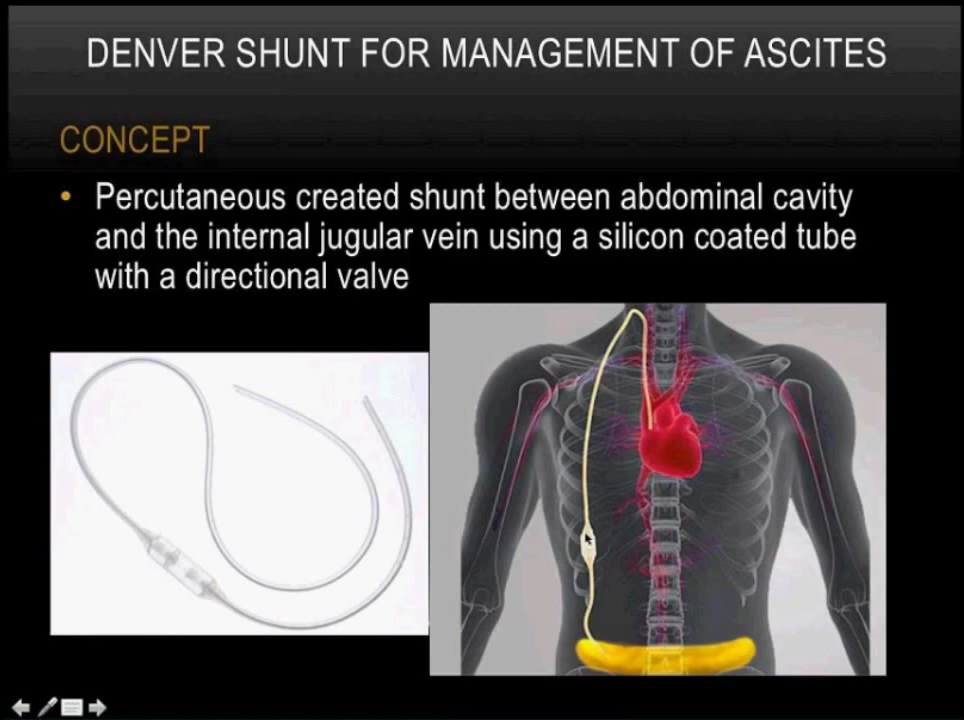 DENVER SHUNT FOR MANAGEMENT OF ASCITES
CONCEPT
• Percutaneous created shunt between abdominal cavity
and the internal jugular vein using a silicon coated tube
with a directional valve